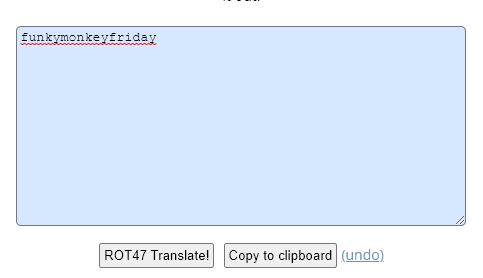 funkymonkeyfriday
ROT47 Translate! Copy to clipboard (undo)